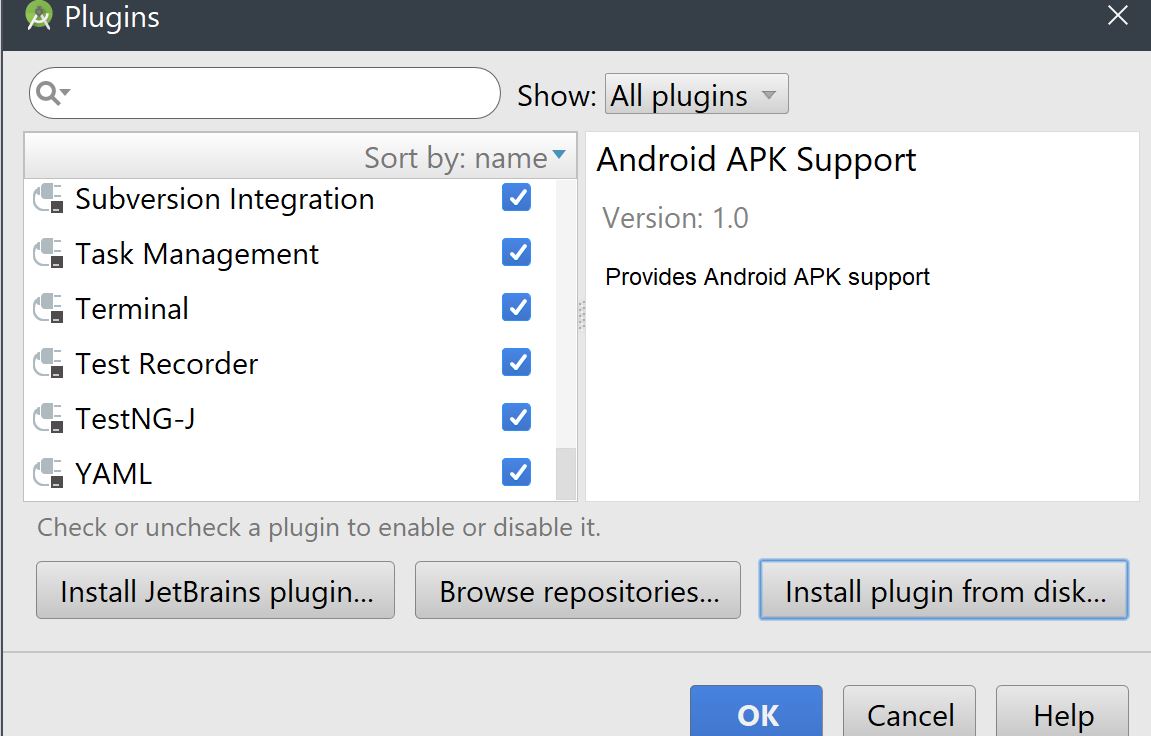 Plugins
Show: All plugins
Sort by: name
Subversion Integration
Task Management
Terminal
Test Recorder
TestNG-J
YAML
Android APK Support
Version: 1.0
Provides Android APK support
Check or uncheck a plugin to enable or disable it.
Install JetBrains plugin... Browse repositories... Install plugin from disk...
OK Cancel Help